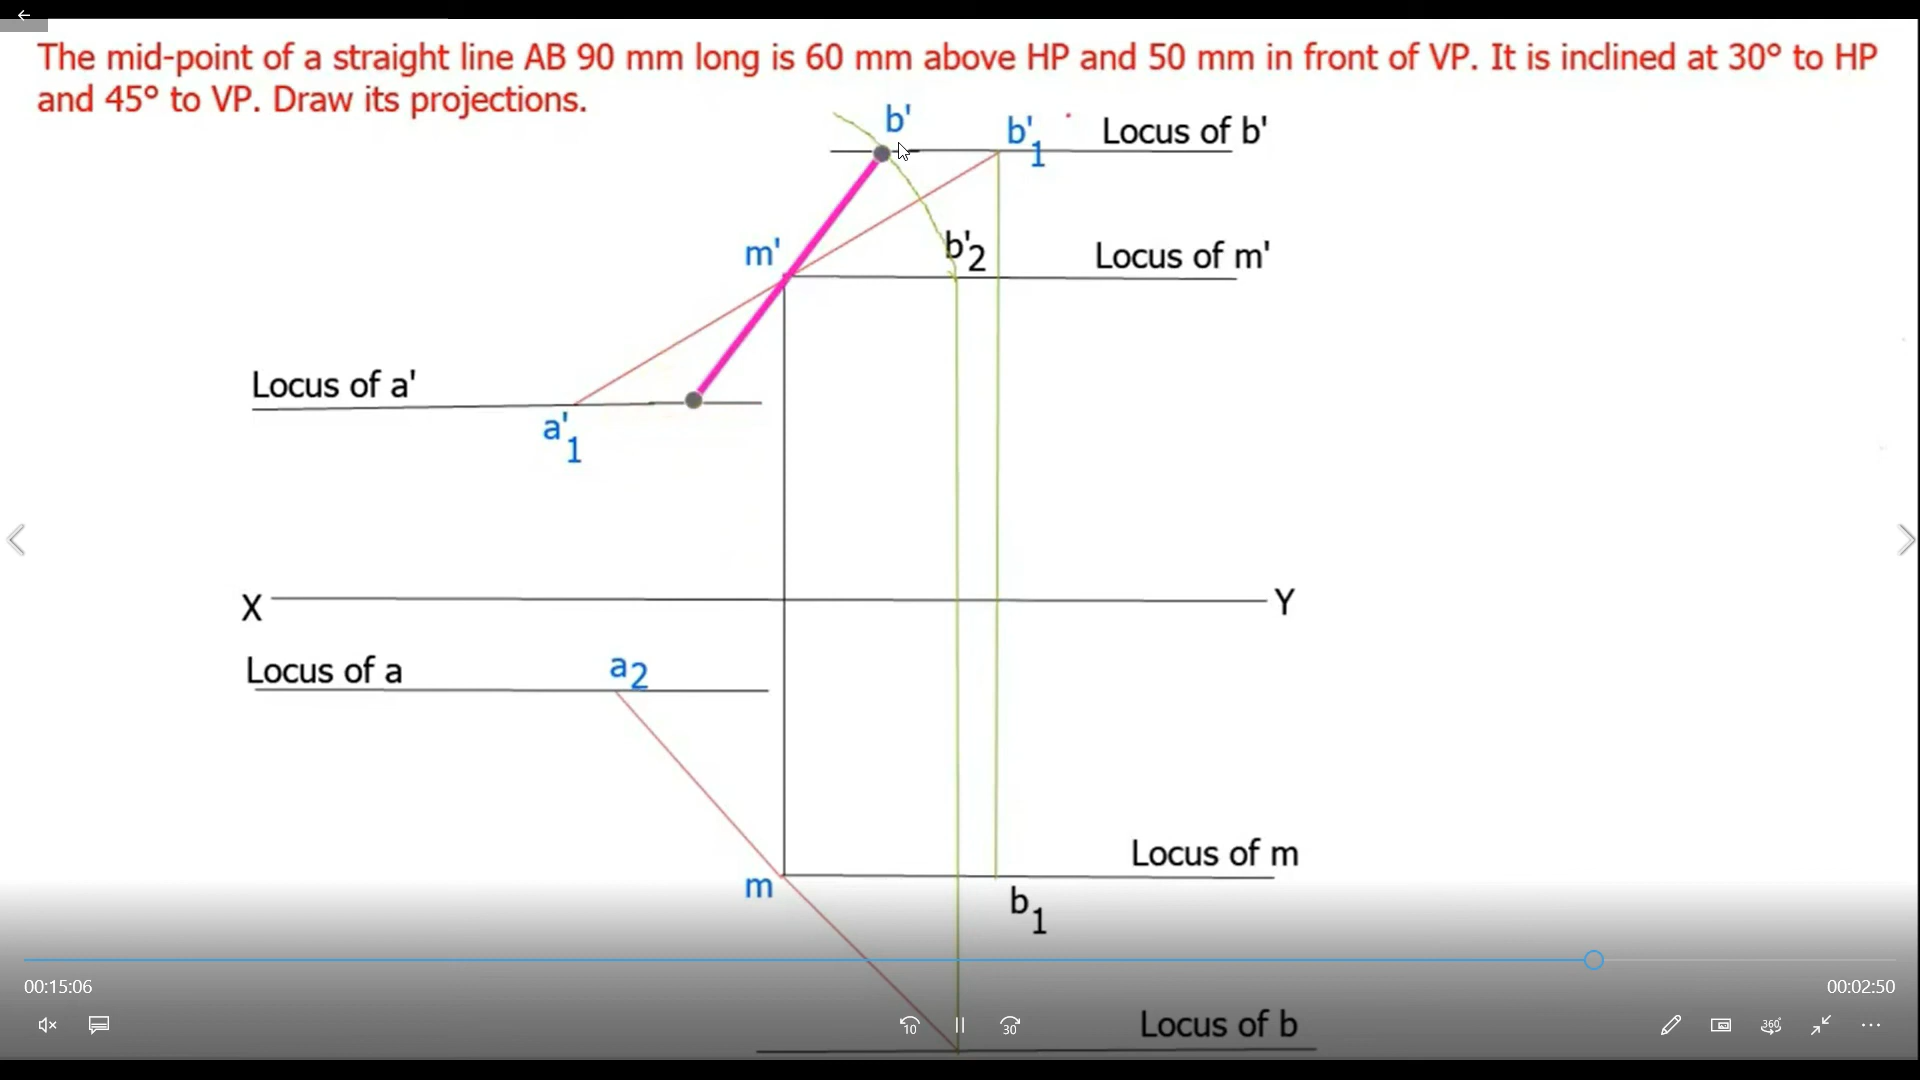 The mid-point of a straight line AB 90 mm long is 60 mm above HP and 50 mm in front of VP. It is inclined at 30° to HP
and 45° to VP. Draw its projections.
b'
b'1
Locus of b'
m'
b'2
Locus of m'
Locus of a'
a'1
X
Y
Locus of a
a2
Locus of m
m
b1
00:15:06
00:02:50
10
30
Locus of b
360